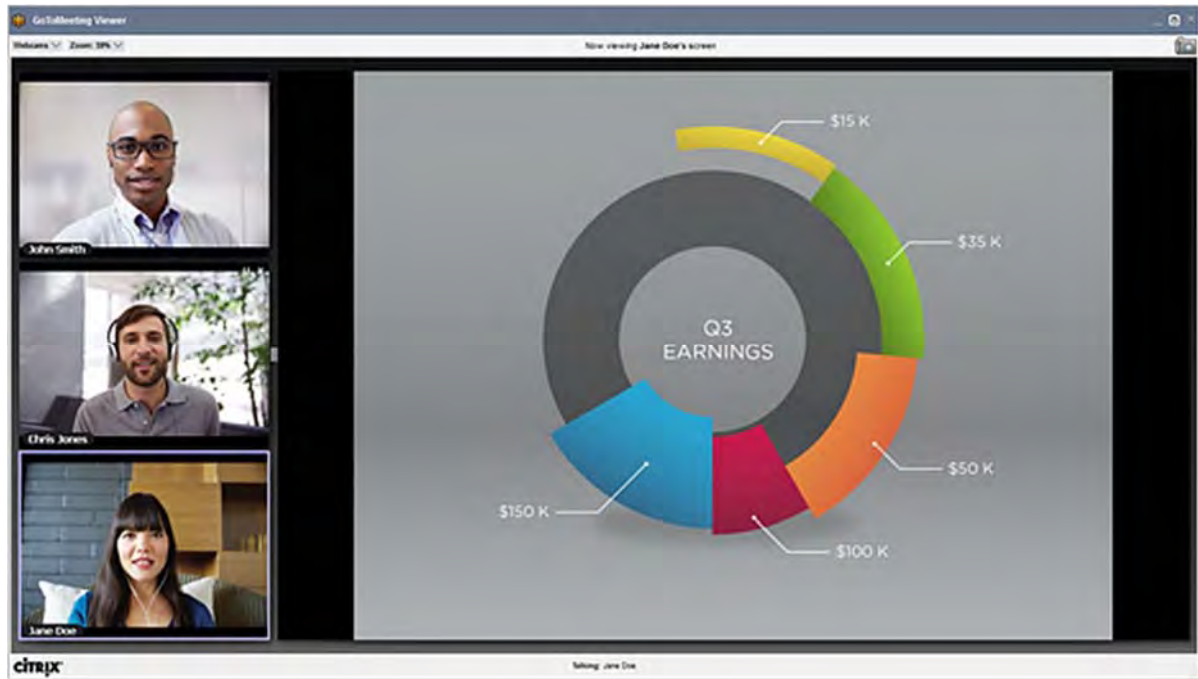 GoToMeeting Viewer
Webcams Zoom: 39% Now viewing Jane Doe's screen
John Smith
Chris Jones
Jane Doe
$15 K
$35 K
Q3
EARNINGS
$50 K
$150 K
$100 K
CITRIX
Talking: Jane Doe